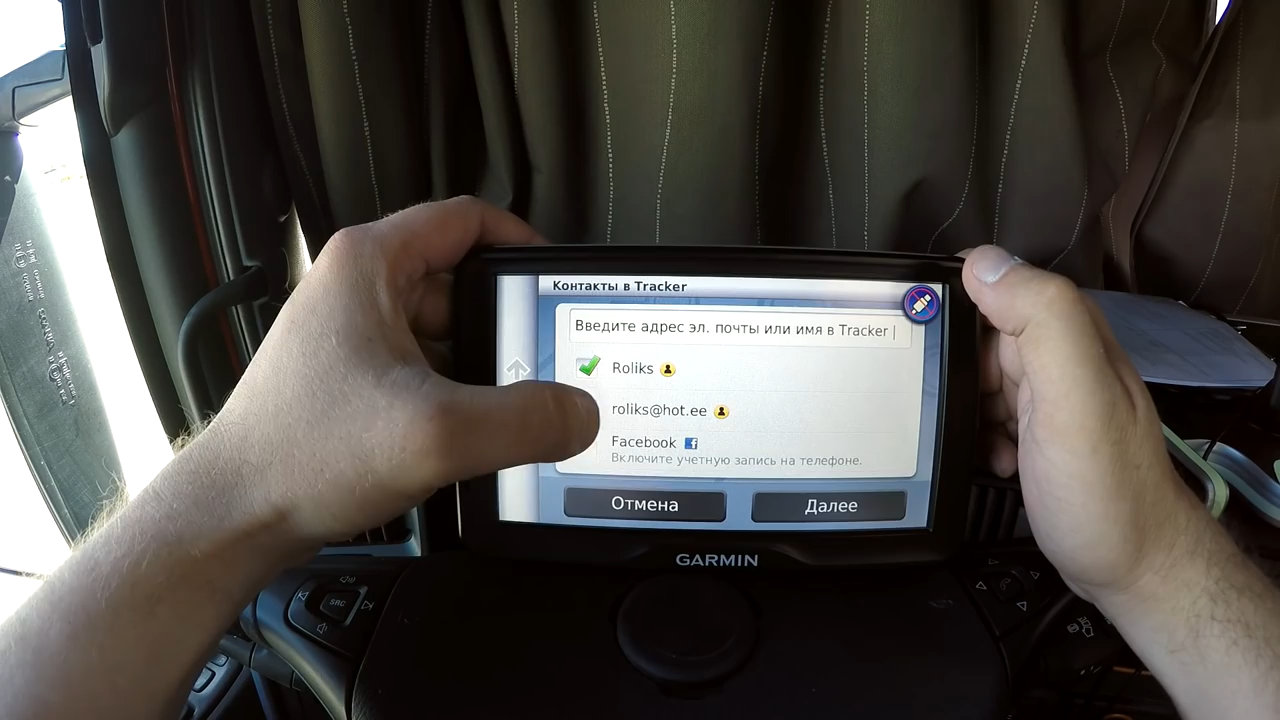 Контакты в Tracker
Введите адрес эл. почты или имя в Tracker
Roliks
roliks@hot.ee
Facebook
Включите учетную запись на телефоне.
Отмена
Далее
GARMIN
SRC